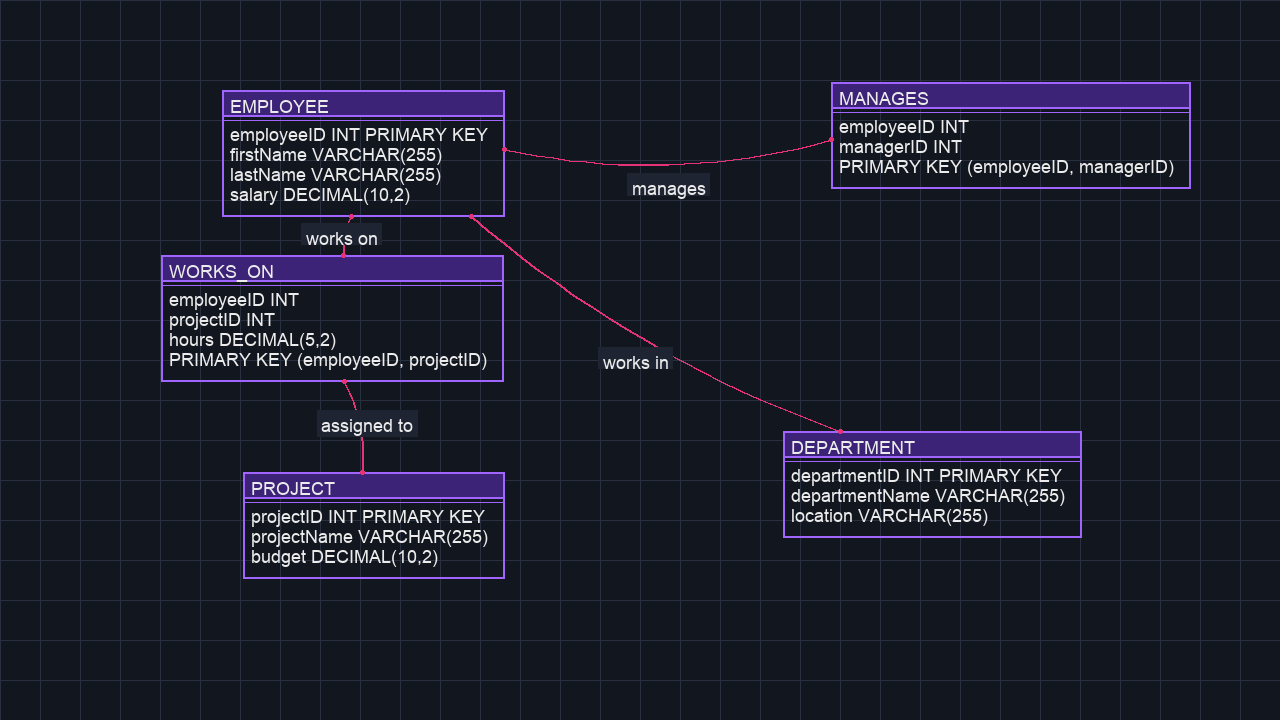 EMPLOYEE
employeeID INT PRIMARY KEY
firstName VARCHAR(255)
lastName VARCHAR(255)
salary DECIMAL(10,2)
MANAGES
employeeID INT
managerID INT
PRIMARY KEY (employeeID, managerID)
manages
works on
WORKS_ON
employeeID INT
projectID INT
hours DECIMAL(5,2)
PRIMARY KEY (employeeID, projectID)
works in
assigned to
DEPARTMENT
departmentID INT PRIMARY KEY
departmentName VARCHAR(255)
location VARCHAR(255)
PROJECT
projectID INT PRIMARY KEY
projectName VARCHAR(255)
budget DECIMAL(10,2)